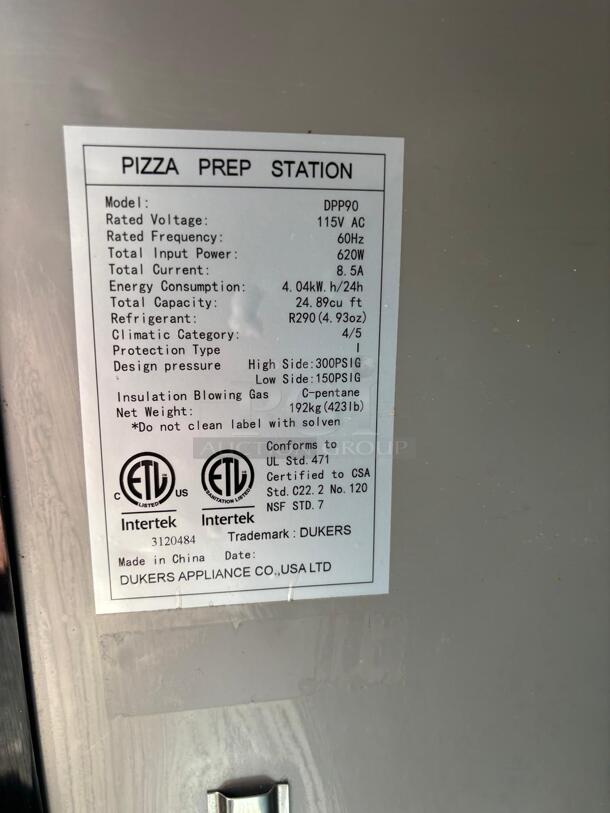 PIZZA PREP STATION
Model: DPP90
Rated Voltage: 115V AC
Rated Frequency: 60Hz
Total Input Power: 620W
Total Current: 8.5A
Energy Consumption: 4.04kW.h/24h
Total Capacity: 24.89cu ft
Refrigerant: R290(4.93oz)
Climatic Category: 4/5
Protection Type I
Design pressure High Side:300PSIG
Low Side:150PSIG
Insulation Blowing Gas C-pentane
Net Weight: 192kg(423lb)
*Do not clean label with solven
AUCTION GROUP
Conforms to
UL Std. 471
Certified to CSA
Std. C22.2 No.120
NSF STD.7
C ETL LISTED US
Intertek
ETL SANITATION LISTED
Intertek
3120484
Trademark: DUKERS
Made in China Date:
DUKERS APPLIANCE CO.,USA LTD